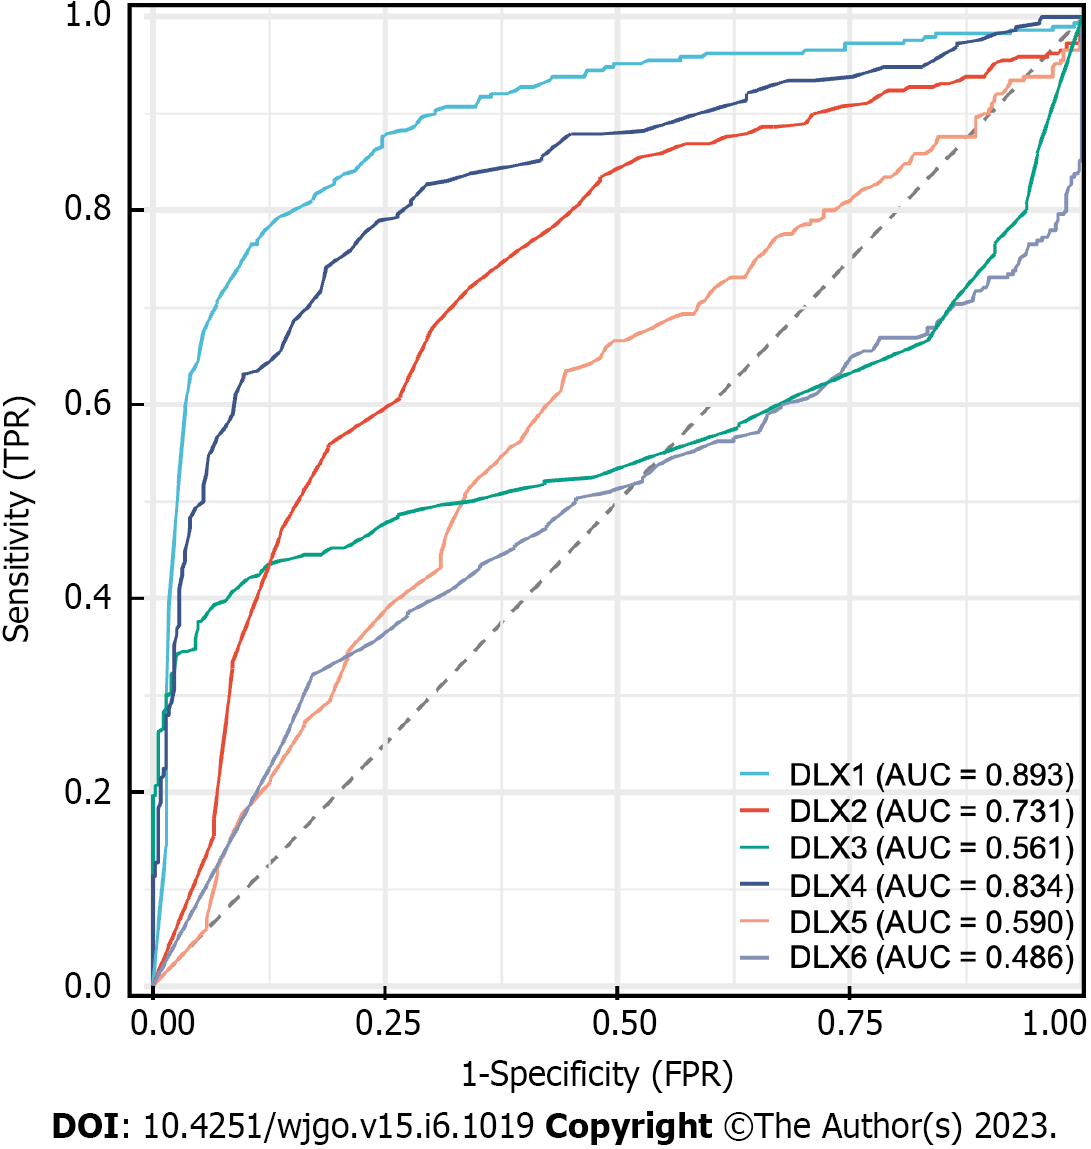 1.0
0.8
0.6
0.4
0.2
0.0
Sensitivity (TPR)
DLX1 (AUC = 0.893)
DLX2 (AUC = 0.731)
DLX3 (AUC = 0.561)
DLX4 (AUC = 0.834)
DLX5 (AUC = 0.590)
DLX6 (AUC = 0.486)
0.00 0.25 0.50 0.75 1.00
1-Specificity (FPR)
DOI: 10.4251/wjgo.v15.i6.1019 Copyright ©The Author(s) 2023.